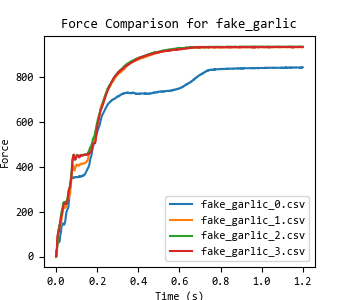 Force Comparison for fake_garlic
Force
800
600
400
200
0
0.0 0.2 0.4 0.6 0.8 1.0 1.2
Time (s)
fake_garlic_0.csv
fake_garlic_1.csv
fake_garlic_2.csv
fake_garlic_3.csv